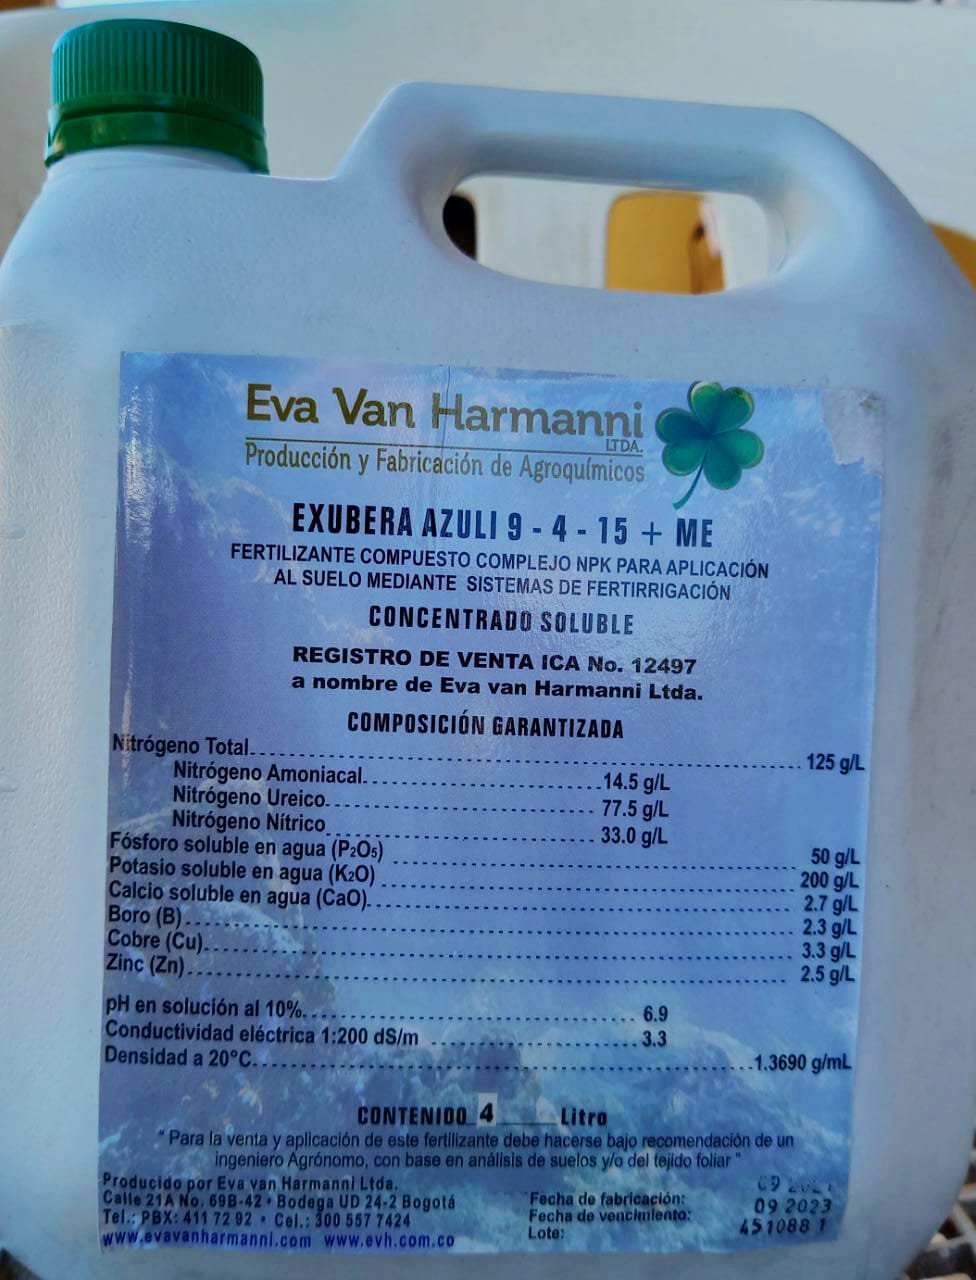 Eva Van Harmanni
LTDA.
Producción y Fabricación de Agroquímicos
EXUBERA AZULI 9 - 4 - 15 + ME
FERTILIZANTE COMPUESTO COMPLEJO NPK PARA APLICACIÓN
AL SUELO MEDIANTE SISTEMAS DE FERTIRRIGACIÓN
CONCENTRADO SOLUBLE
REGISTRO DE VENTA ICA No. 12497
a nombre de Eva van Harmanni Ltda.
COMPOSICIÓN GARANTIZADA
Nitrógeno Total 125 g/L
Nitrógeno Amoniacal 14.5 g/L
Nitrógeno Ureico 77.5 g/L
Nitrógeno Nítrico 33.0 g/L
Fósforo soluble en agua (P₂O₅) 50 g/L
Potasio soluble en agua (K₂O) 200 g/L
Calcio soluble en agua (CaO) 2.7 g/L
Boro (B) 2.3 g/L
Cobre (Cu) 3.3 g/L
Zinc (Zn) 2.5 g/L
pH en solución al 10% 6.9
Conductividad eléctrica 1:200 dS/m 3.3
Densidad a 20°C 1.3690 g/mL
CONTENIDO 4 Litro
" Para la venta y aplicación de este fertilizante debe hacerse bajo recomendación de un
ingeniero Agrónomo, con base en análisis de suelos y/o del tejido foliar "
Producido por Eva van Harmanni Ltda.
Calle 21A No. 69B-42 • Bodega UD 24-2 Bogotá
Tel.: PBX: 411 72 92 • Cel.: 300 557 7424
www.evavanharmanni.com www.evh.com.co
Fecha de fabricación: 09
Fecha de vencimiento: 09 2023
Lote: 451088 1